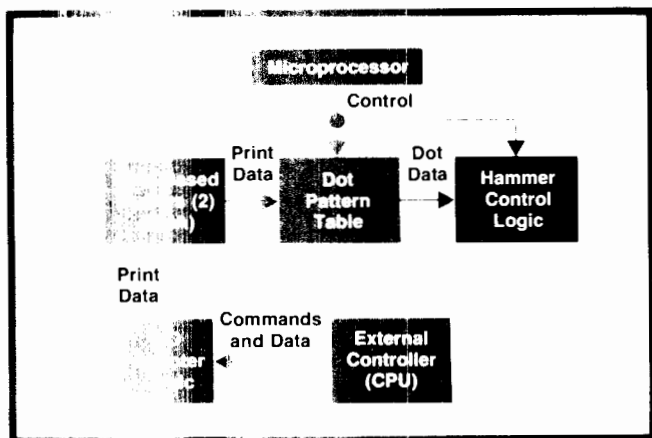 Microprocessor
Control
Print
Data
Dot
Data
Dot
Pattern
Table
Hammer
Control
Logic
(2)
Print
Data
Commands
and Data
External
Controller
(CPU)